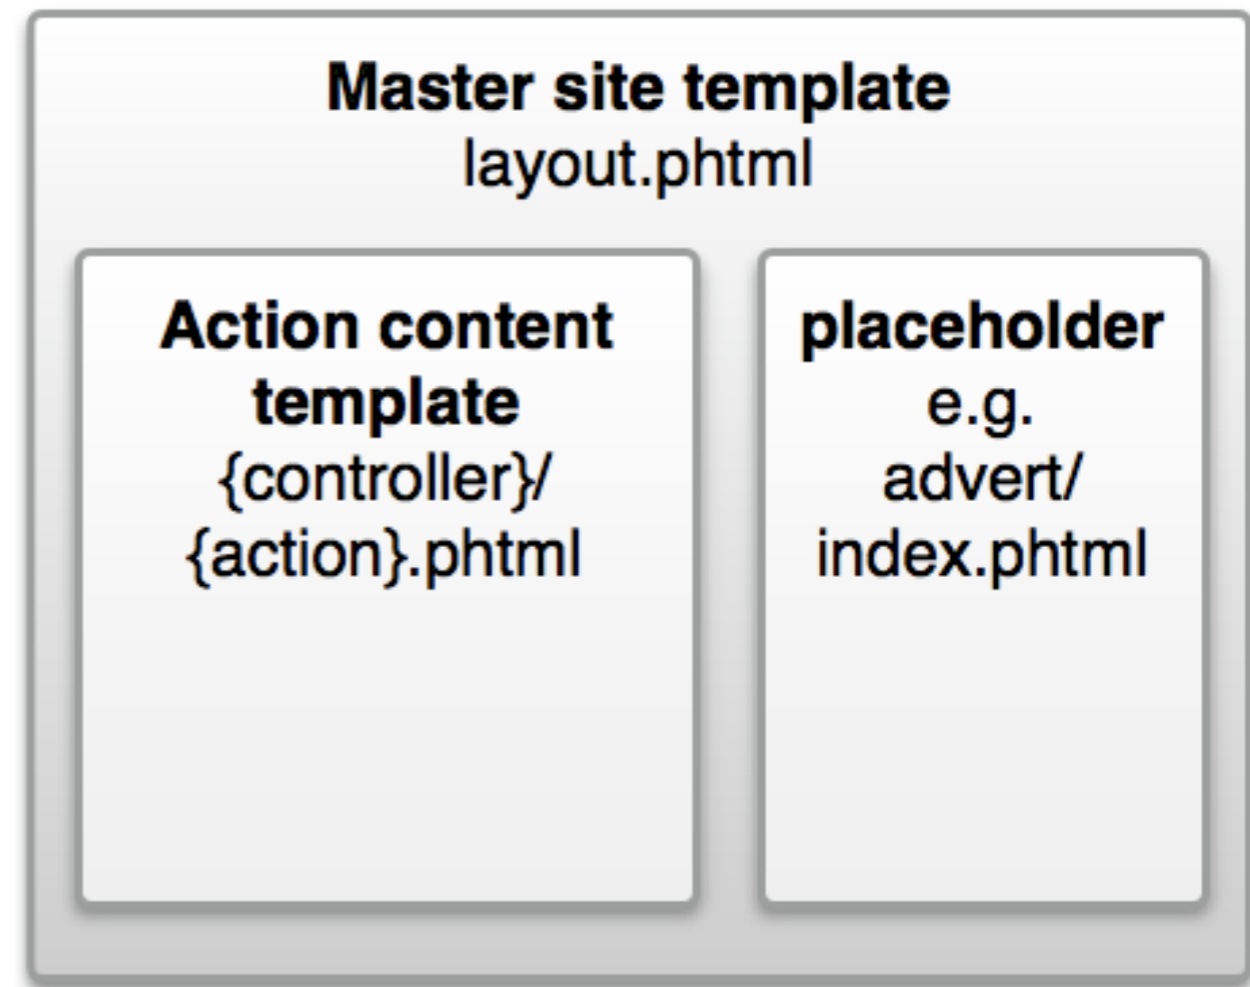 Master site template
layout.phtml
Action content
template
{controller}/
{action}.phtml
placeholder
e.g.
advert/
index.phtml